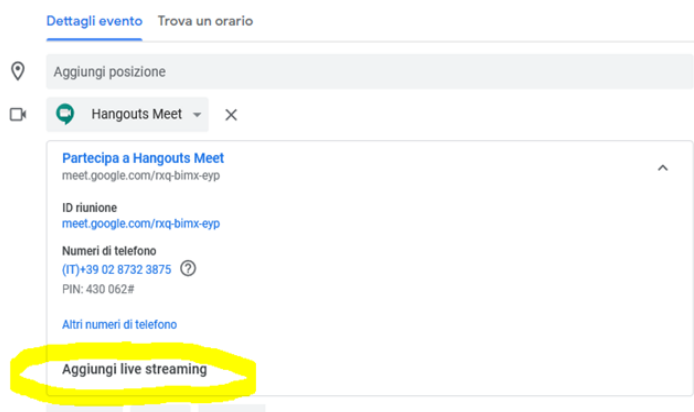 Dettagli evento Trova un orario
Aggiungi posizione
Hangouts Meet
Partecipa a Hangouts Meet
meet.google.com/rxq-bimx-eyp
ID riunione
meet.google.com/rxq-bimx-eyp
Numeri di telefono
(IT)+39 02 8732 3875
PIN: 430 062#
Altri numeri di telefono
Aggiungi live streaming